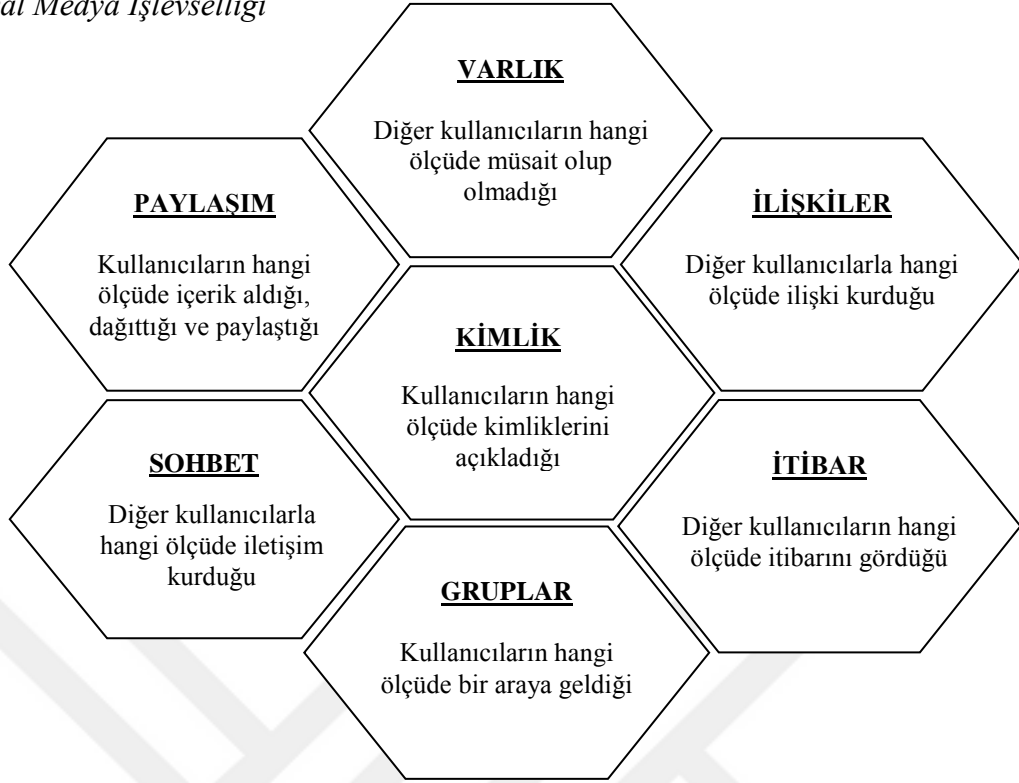 al Medya İşlevselliği
VARLIK
Diğer kullanıcıların hangi
ölçüde müsait olup
olmadığı
PAYLAŞIM
Kullanıcıların hangi
ölçüde içerik aldığı,
dağıttığı ve paylaştığı
İLİŞKİLER
Diğer kullanıcılarla hangi
ölçüde ilişki kurduğu
KİMLİK
Kullanıcıların hangi
ölçüde kimliklerini
açıkladığı
SOHBET
Diğer kullanıcılarla
hangi ölçüde iletişim
kurduğu
İTİBAR
Diğer kullanıcıların hangi
ölçüde itibarını gördüğü
GRUPLAR
Kullanıcıların hangi
ölçüde bir araya geldiği